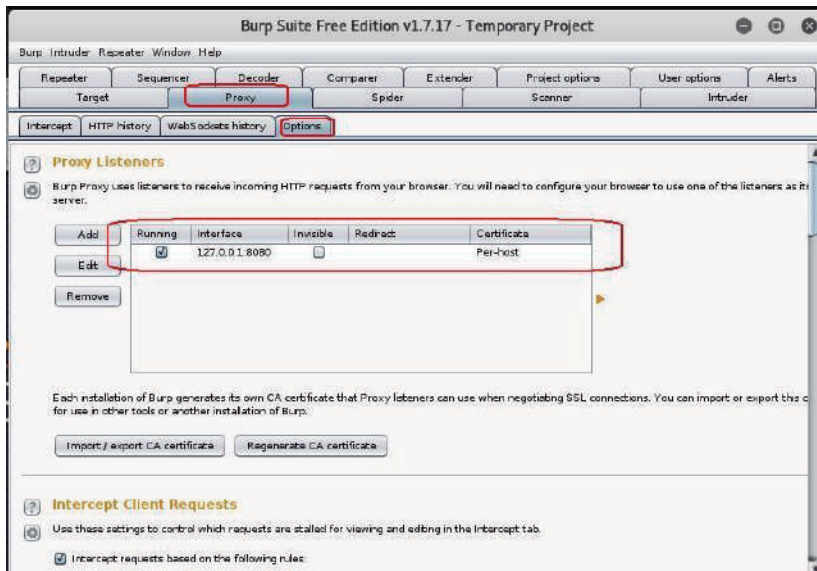 Burp Suite Free Edition v1.7.17 - Temporary Project
Burp Intruder Repeater Window Help
Repeater Sequencer Decoder Comparer Extender Project options User options Alerts
Target Proxy Spider Scanner Intruder
Intercept HTTP history WebSockets history Options
Proxy Listeners
Burp Proxy uses listeners to receive incoming HTTP requests from your browser. You will need to configure your browser to use one of the listeners as its
server.
Add
Edit
Remove
Running Interface Invisible Redirect Certificate
127.0.0.1:8080 Per-host
Each installation of Burp generates its own CA certificate that Proxy listeners can use when negotiating SSL connections. You can import or export this c
for use in other tools or another installation of Burp.
Import / export CA certificate Regenerate CA certificate
Intercept Client Requests
Use these settings to control which requests are stalled for viewing and editing in the Intercept tab.
Intercept requests based on the following rules: